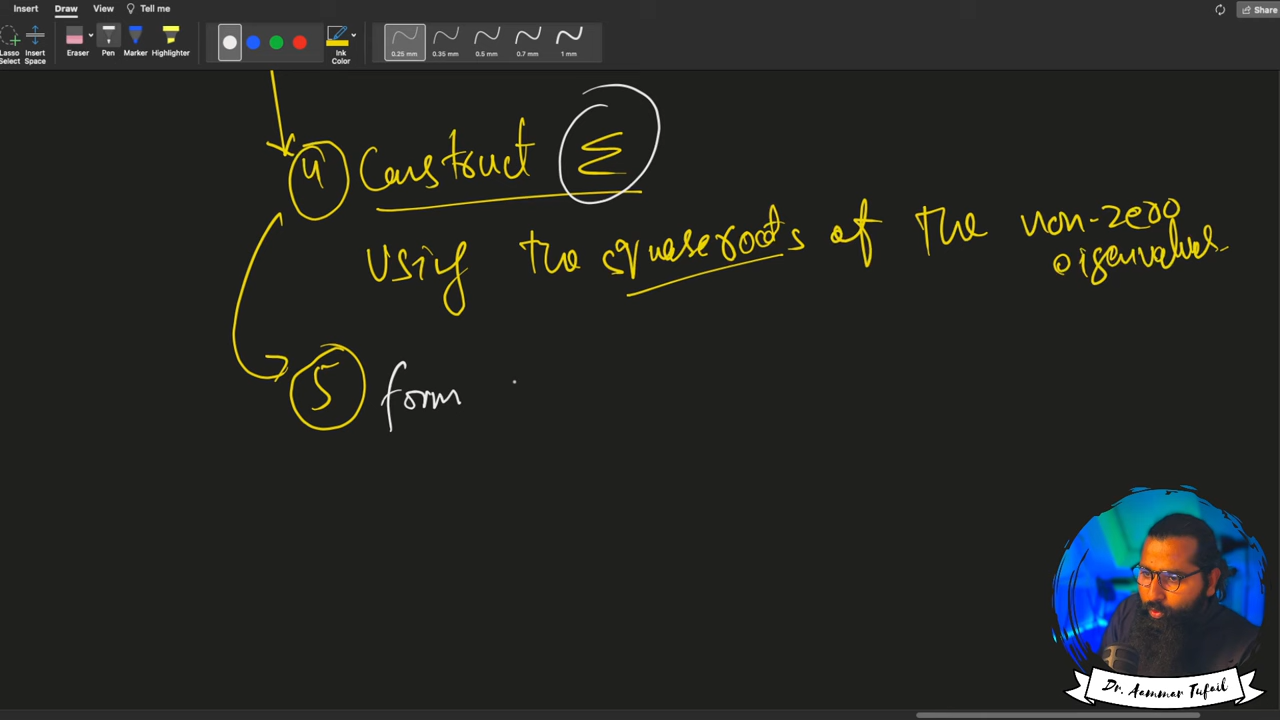 Insert Draw View Tell me
Share
Lasso Select
Insert Space
Eraser
Pen
Marker
Highlighter
Ink Color
0.25 mm
0.35 mm
0.5 mm
0.7 mm
1 mm
4 Construct Σ
using the squareroots of the non-zero
eigenvalues.
5 form
Dr. Aammar Tufail